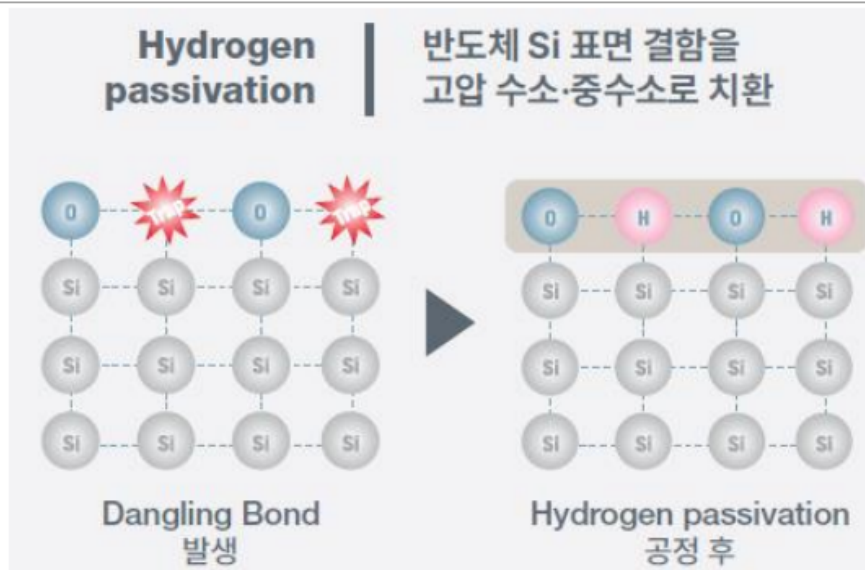 Hydrogen
passivation
반도체 Si 표면 결함을
고압 수소·중수소로 치환
O Trap O Trap
Si Si Si Si
Si Si Si Si
Si Si Si Si
Dangling Bond
발생
O H O H
Si Si Si Si
Si Si Si Si
Si Si Si Si
Hydrogen passivation
공정 후